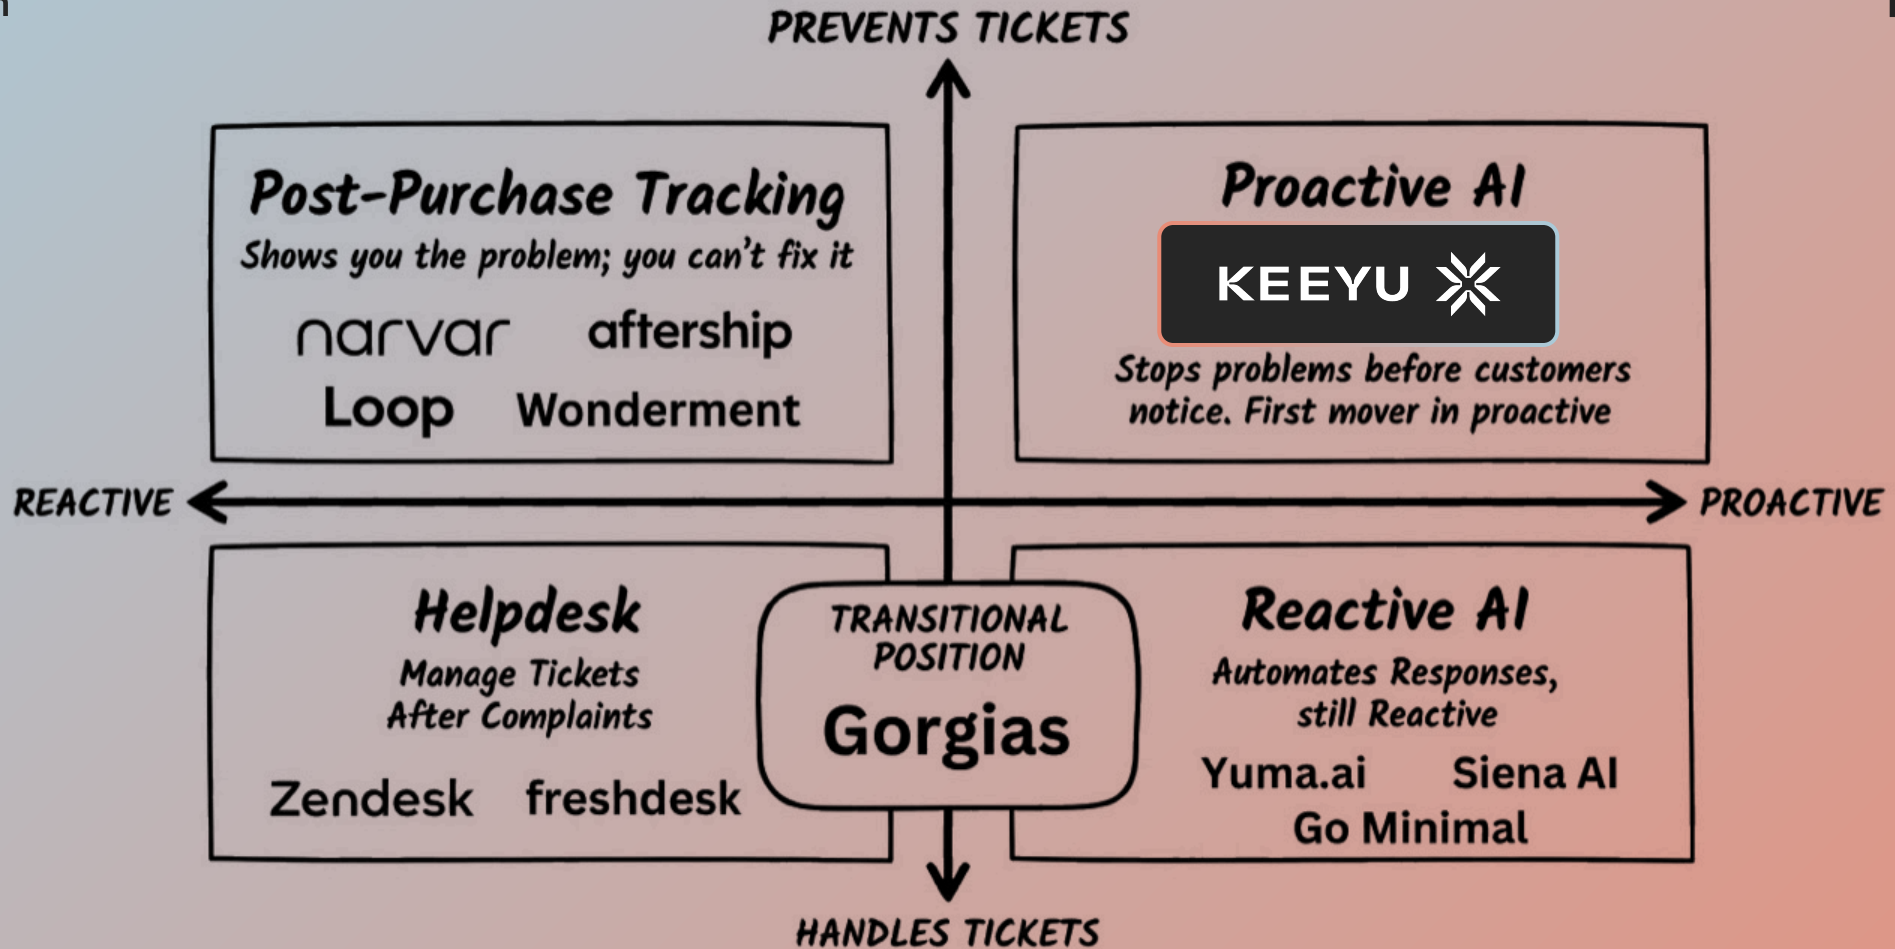 PREVENTS TICKETS
Post-Purchase Tracking
Shows you the problem; you can't fix it
narvar aftership
Loop Wonderment
Proactive AI
KEEYU
Stops problems before customers
notice. First mover in proactive
REACTIVE
PROACTIVE
Helpdesk
Manage Tickets
After Complaints
Zendesk freshdesk
TRANSITIONAL
POSITION
Gorgias
Reactive AI
Automates Responses,
still Reactive
Yuma.ai Siena AI
Go Minimal
HANDLES TICKETS